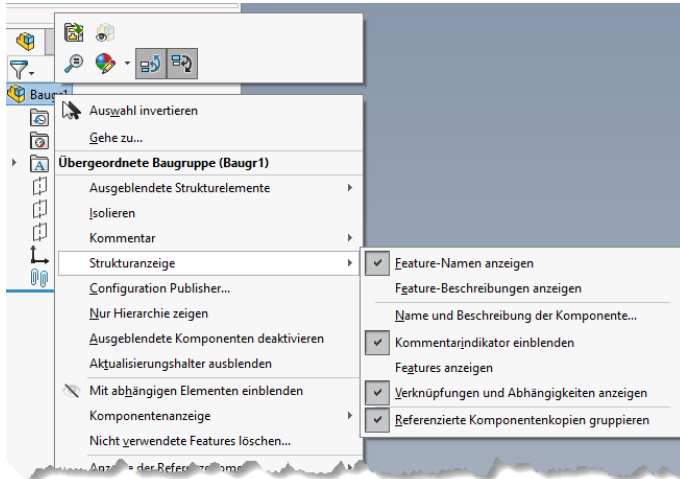 Baugr1
Auswahl invertieren
Gehe zu...
Übergeordnete Baugruppe (Baugr1)
Ausgeblendete Strukturelemente
Isolieren
Kommentar
Strukturanzeige
Feature-Namen anzeigen
Feature-Beschreibungen anzeigen
Name und Beschreibung der Komponente...
Kommentarindikator einblenden
Features anzeigen
Verknüpfungen und Abhängigkeiten anzeigen
Referenzierte Komponentenkopien gruppieren
Configuration Publisher...
Nur Hierarchie zeigen
Ausgeblendete Komponenten deaktivieren
Aktualisierungshalter ausblenden
Mit abhängigen Elementen einblenden
Komponentenanzeige
Nicht verwendete Features löschen...